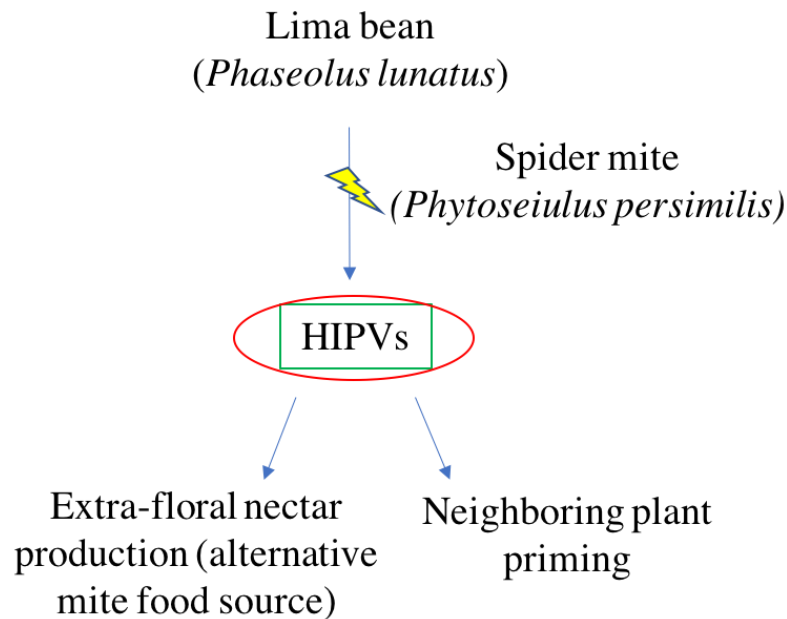 Lima bean
(Phaseolus lunatus)
Spider mite
(Phytoseiulus persimilis)
HIPVs
Extra-floral nectar
production (alternative
mite food source)
Neighboring plant
priming